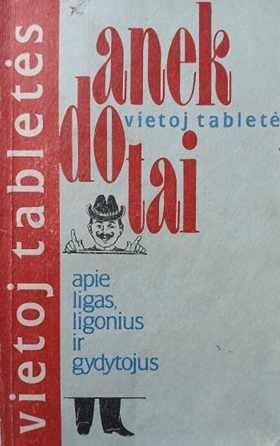 vietoj tabletės
anek
vietoj tabletė
do
tai
apie
ligas,
ligonius
ir
gydytojus